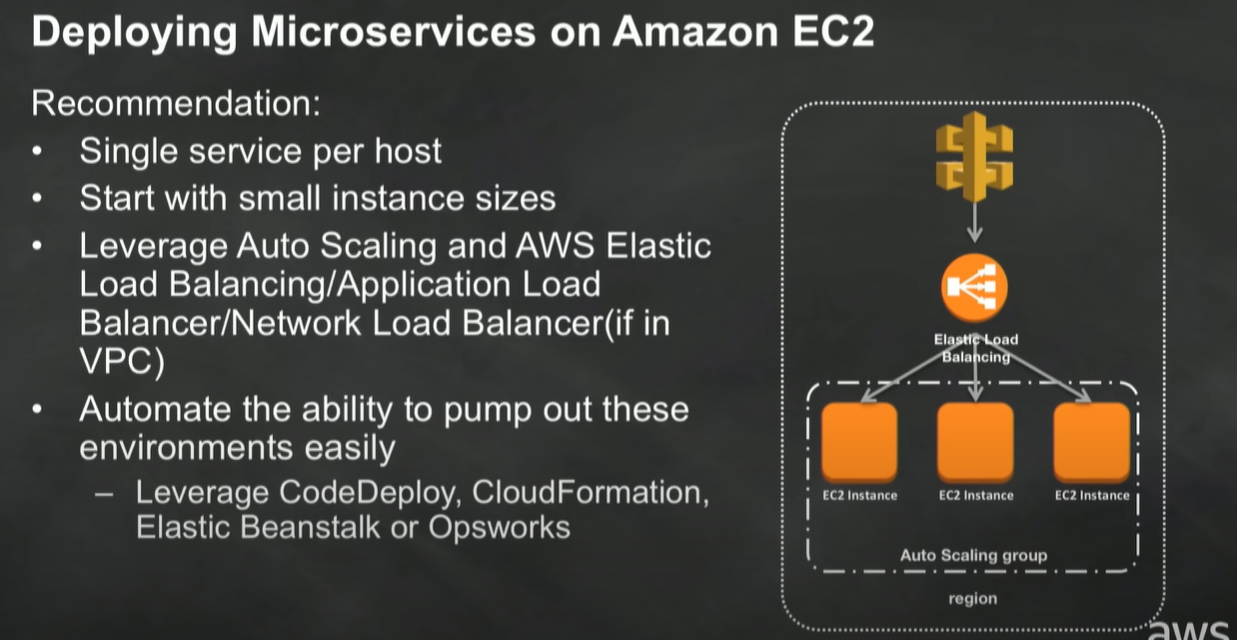 Deploying Microservices on Amazon EC2
Recommendation:
• Single service per host
• Start with small instance sizes
• Leverage Auto Scaling and AWS Elastic
Load Balancing/Application Load
Balancer/Network Load Balancer(if in
VPC)
• Automate the ability to pump out these
environments easily
– Leverage CodeDeploy, CloudFormation,
Elastic Beanstalk or Opsworks
Elastic Load
Balancing
EC2 Instance
EC2 Instance
EC2 Instance
Auto Scaling group
region
aws